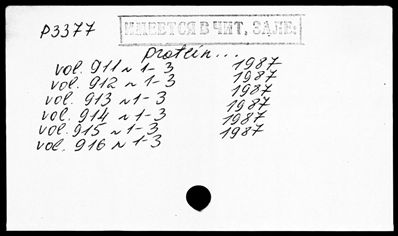 P3377
ИМЕЕТСЯ В ЧИТ. ЗАЛЕ.
Protein...
vol. 911 N 1-3 1987
vol. 912 N 1-3 1987
vol. 913 N 1-3 1987
vol. 914 N 1-3 1987
vol. 915 N 1-3 1987
vol. 916 N 1-3 1987